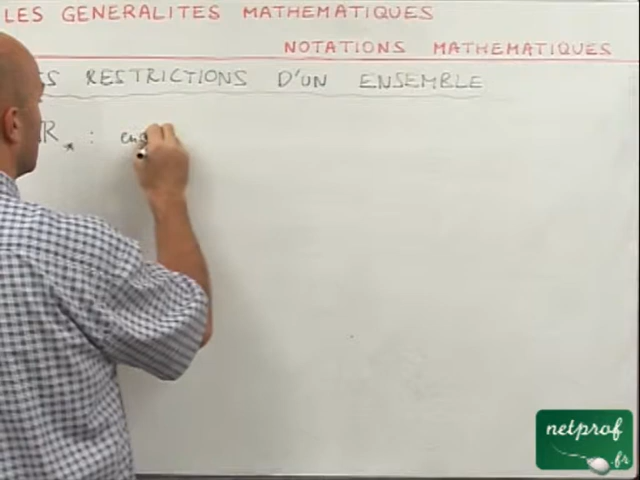 LES GENERALITES MATHEMATIQUES
NOTATIONS MATHEMATIQUES
RESTRICTIONS D'UN ENSEMBLE
R* :
netprof
.fr